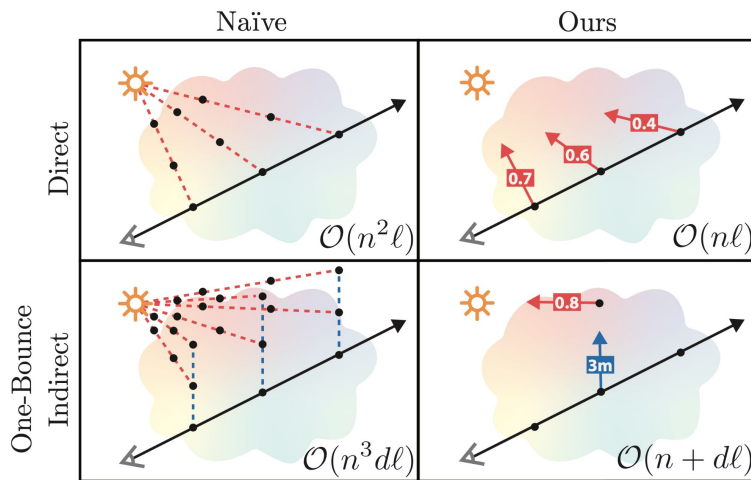 Naïve
Ours
Direct
0.7
0.6
0.4
𝒪(n²ℓ)
𝒪(nℓ)
One-Bounce
Indirect
0.8
3m
𝒪(n³dℓ)
𝒪(n + dℓ)